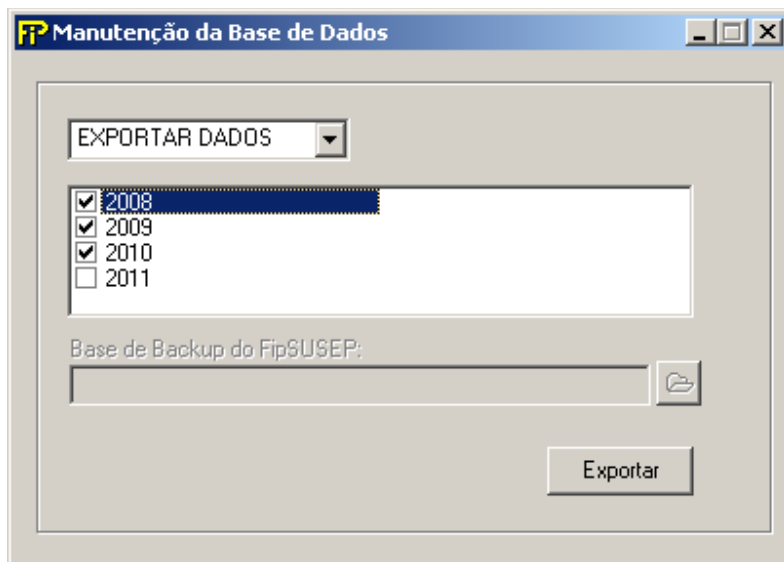 FiP Manutenção da Base de Dados
EXPORTAR DADOS
2008
2009
2010
2011
Base de Backup do FipSUSEP:
Exportar